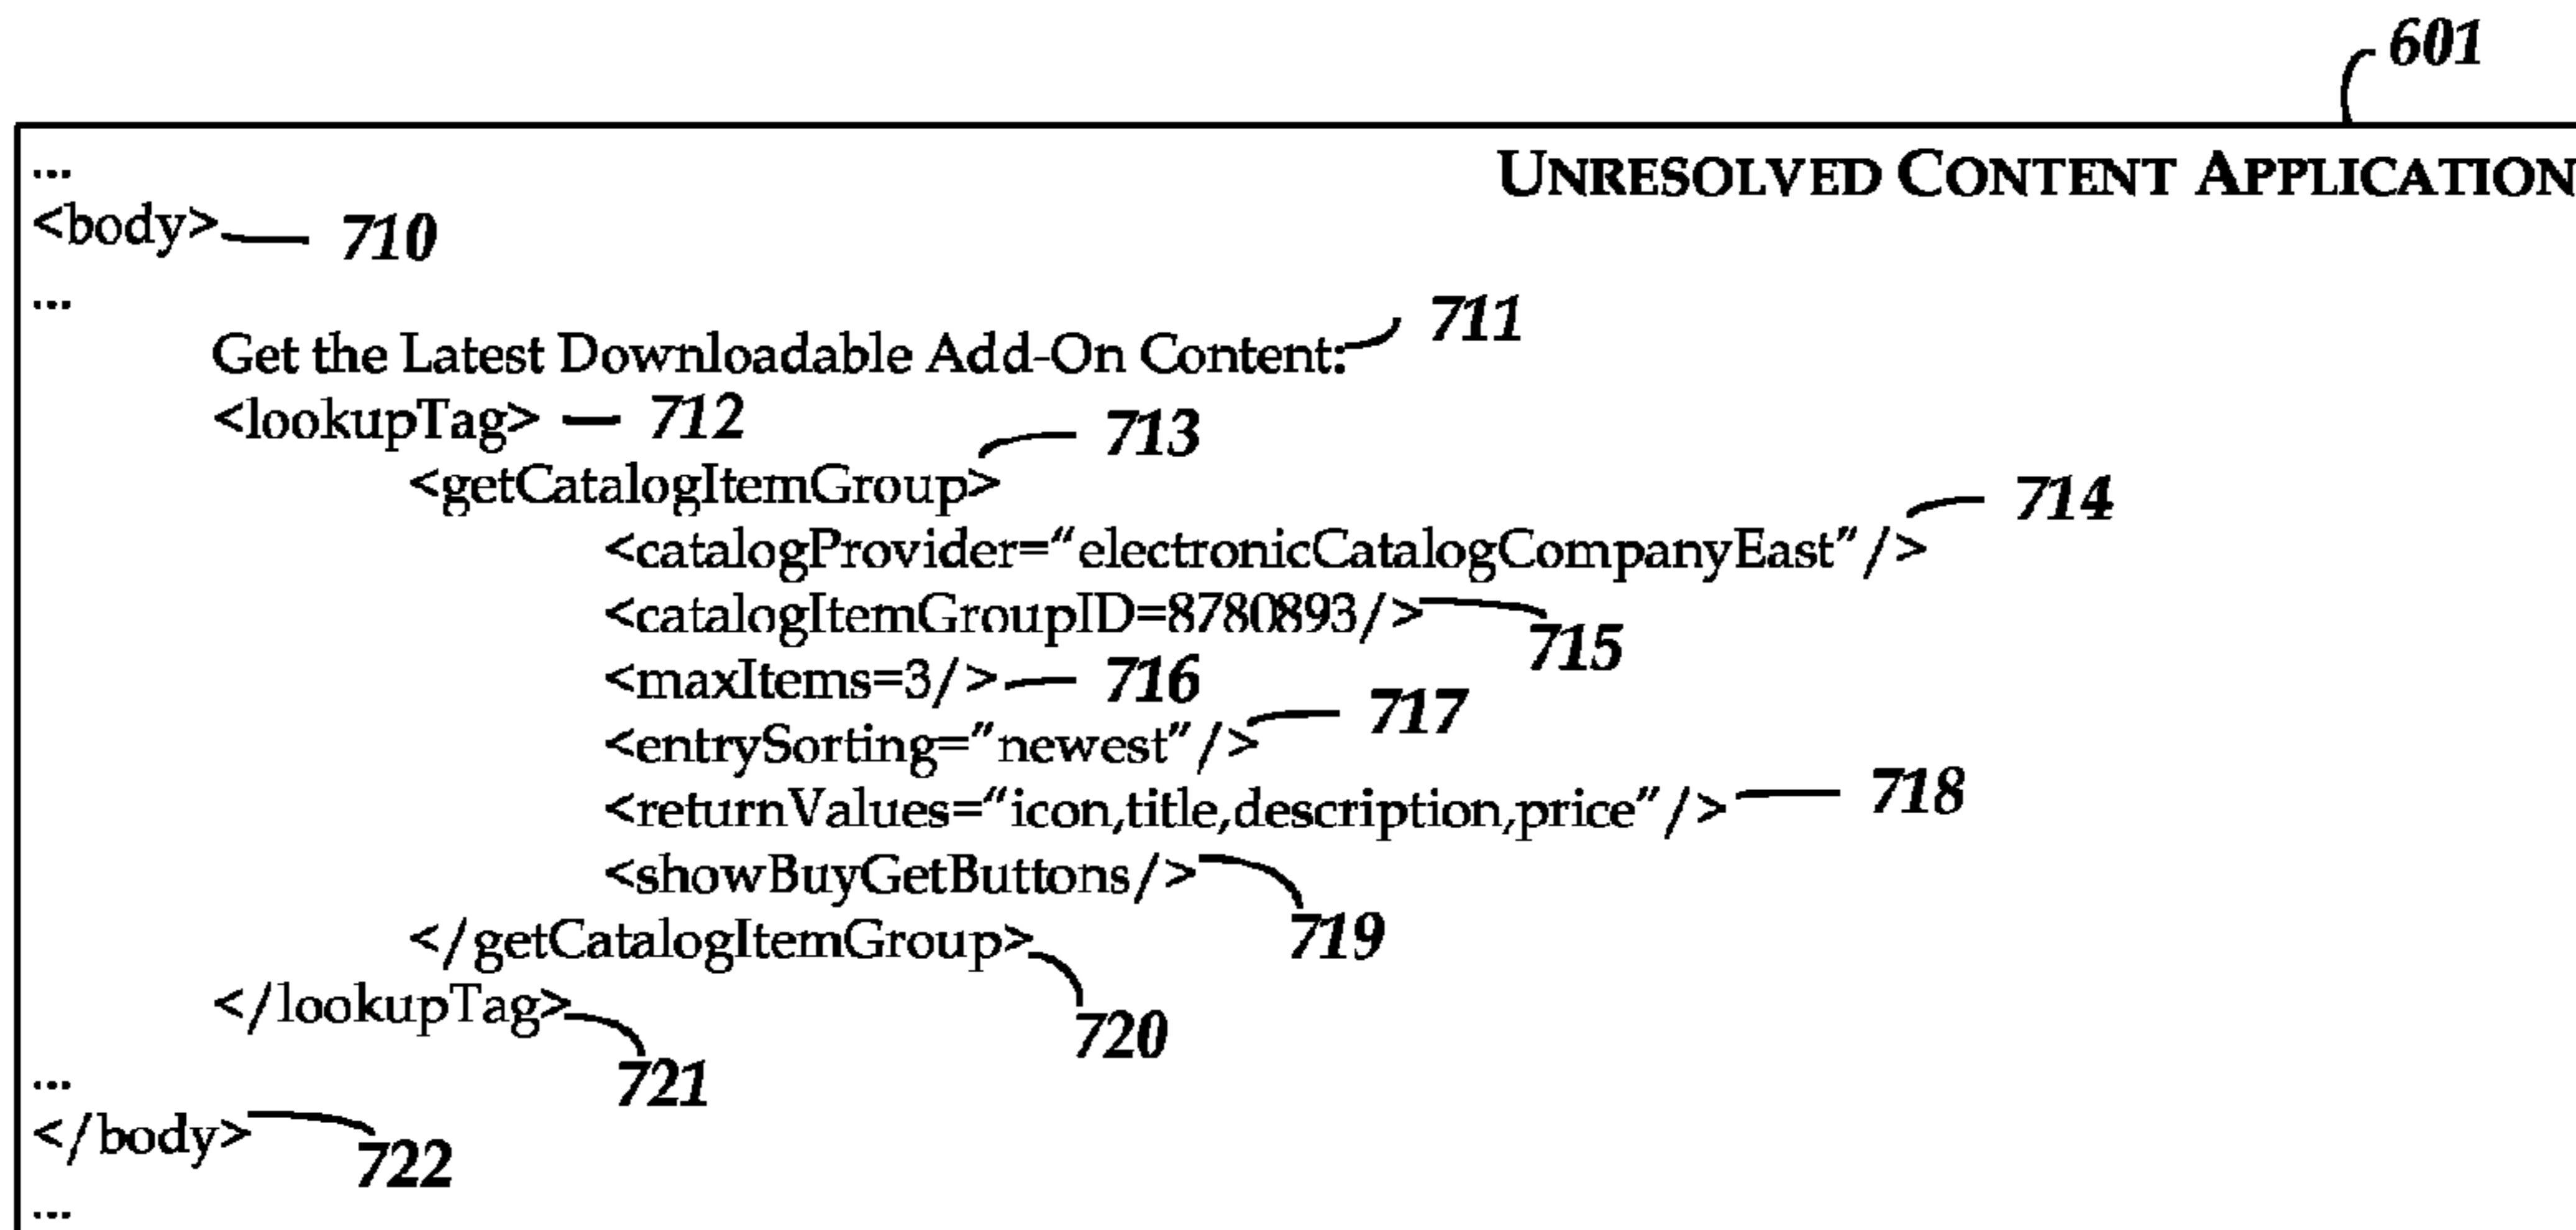 601
... UNRESOLVED CONTENT APPLICATION
<body> 710
...
Get the Latest Downloadable Add-On Content: 711
<lookupTag> 712
<getCatalogItemGroup> 713
<catalogProvider="electronicCatalogCompanyEast"/> 714
<catalogItemGroupID=8780893/> 715
<maxItems=3/> 716
<entrySorting="newest"/> 717
<returnValues="icon,title,description,price"/> 718
<showBuyGetButtons/> 719
</getCatalogItemGroup> 720
</lookupTag> 721
...
</body> 722
...